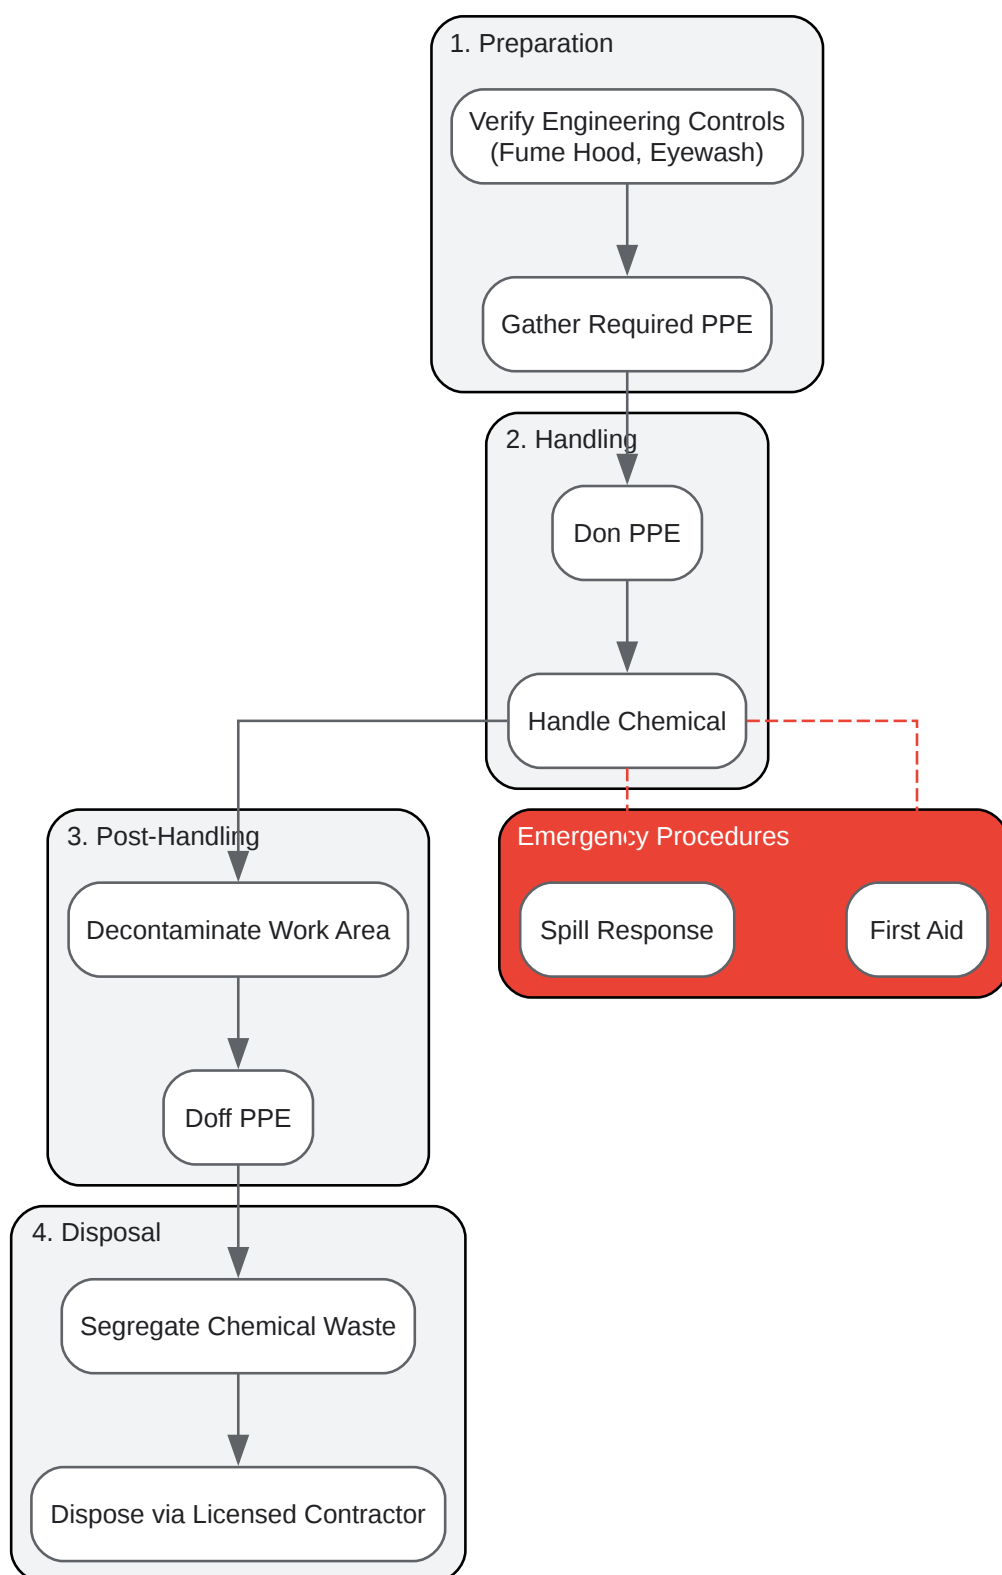 1. Preparation
Verify Engineering Controls
(Fume Hood, Eyewash)
Gather Required PPE
2. Handling
Don PPE
Handle Chemical
3. Post-Handling
Decontaminate Work Area
Doff PPE
Emergency Procedures
Spill Response
First Aid
4. Disposal
Segregate Chemical Waste
Dispose via Licensed Contractor